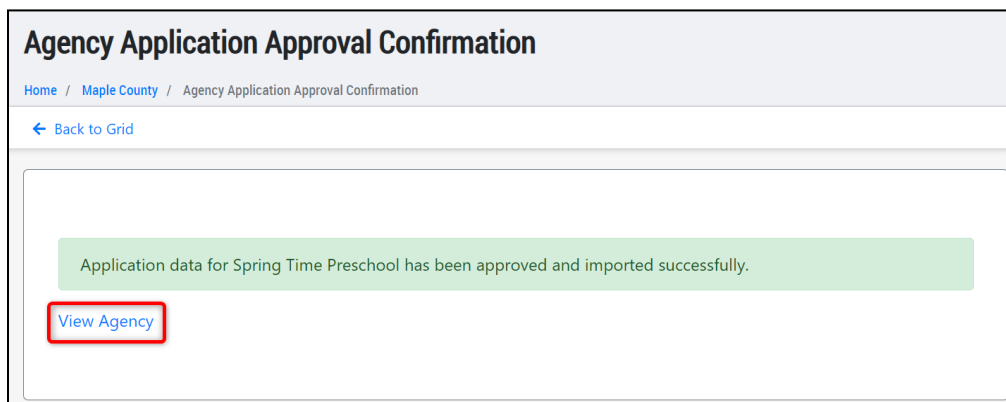 Agency Application Approval Confirmation
Home / Maple County / Agency Application Approval Confirmation
← Back to Grid
Application data for Spring Time Preschool has been approved and imported successfully.
View Agency